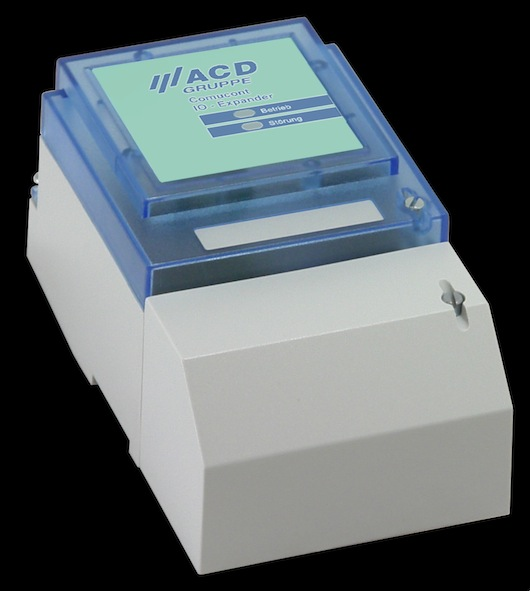 ACD
GRUPPE
Comucont
IO - Expander
Betrieb
Störung